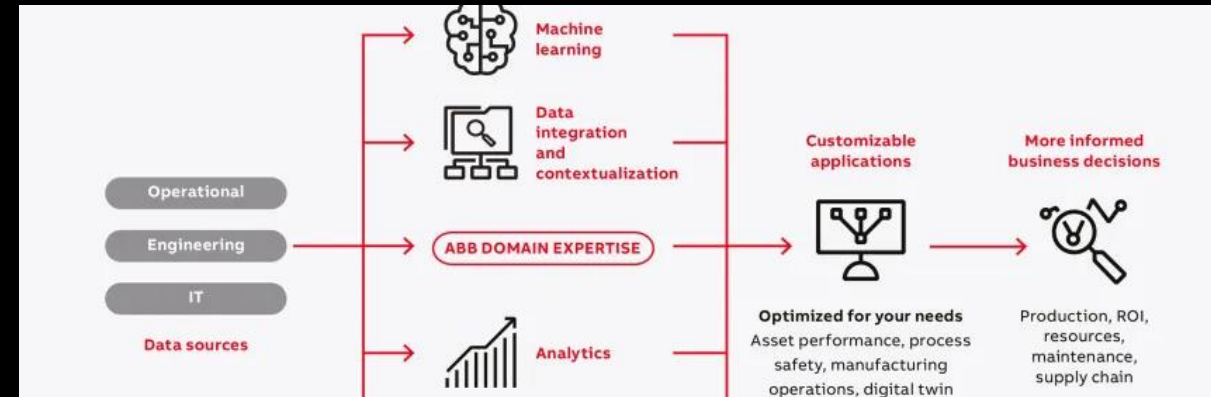 Machine
learning
Data
integration
and
contextualization
Operational
Engineering
IT
Data sources
ABB DOMAIN EXPERTISE
Analytics
Customizable
applications
Optimized for your needs
Asset performance, process
safety, manufacturing
operations, digital twin
More informed
business decisions
Production, ROI,
resources,
maintenance,
supply chain